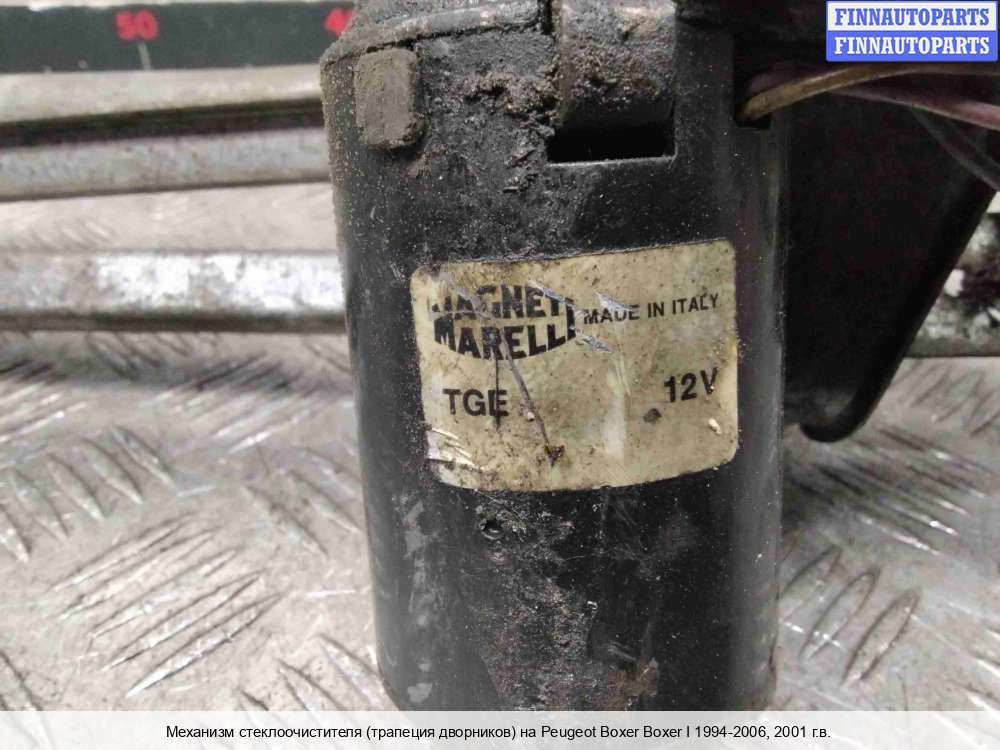 FINNAUTOPARTS
FINNAUTOPARTS
50
MAGNETI
MARELLI
MADE IN ITALY
TGE
12V
Механизм стеклоочистителя (трапеция дворников) на Peugeot Boxer Boxer I 1994-2006, 2001 г.в.